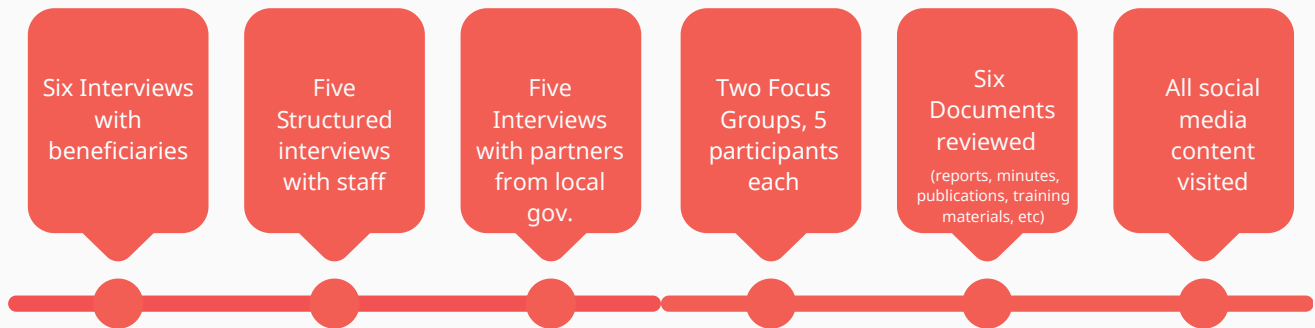 Six Interviews
with
beneficiaries
Five
Structured
interviews
with staff
Five
Interviews
with partners
from local
gov.
Two Focus
Groups, 5
participants
each
Six
Documents
reviewed
(reports, minutes,
publications, training
materials, etc)
All social
media
content
visited